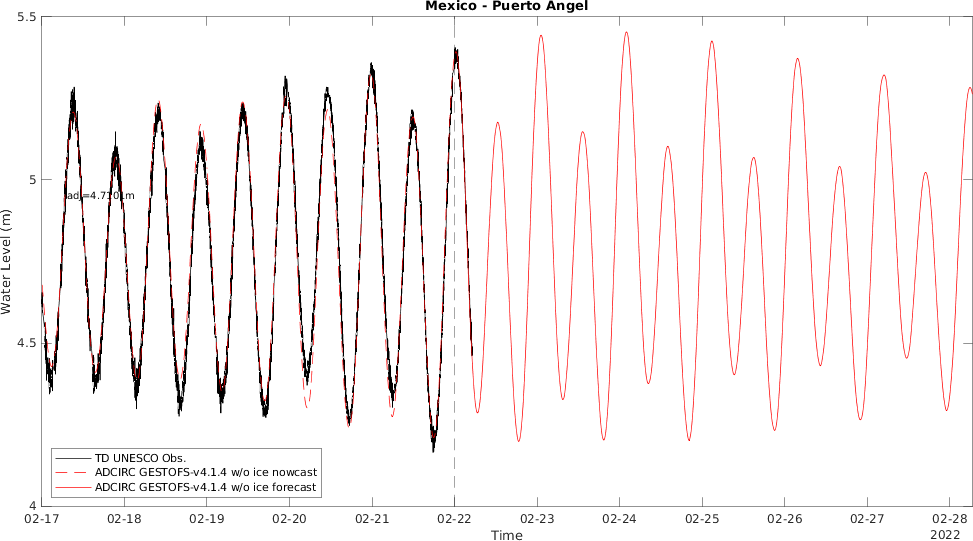 Mexico - Puerto Angel
5.5
5
4.5
4
Water Level (m)
adj=4.7101m
TD UNESCO Obs.
ADCIRC GESTOFS-v4.1.4 w/o ice nowcast
ADCIRC GESTOFS-v4.1.4 w/o ice forecast
02-17 02-18 02-19 02-20 02-21 02-22 02-23 02-24 02-25 02-26 02-27 02-28
Time
2022